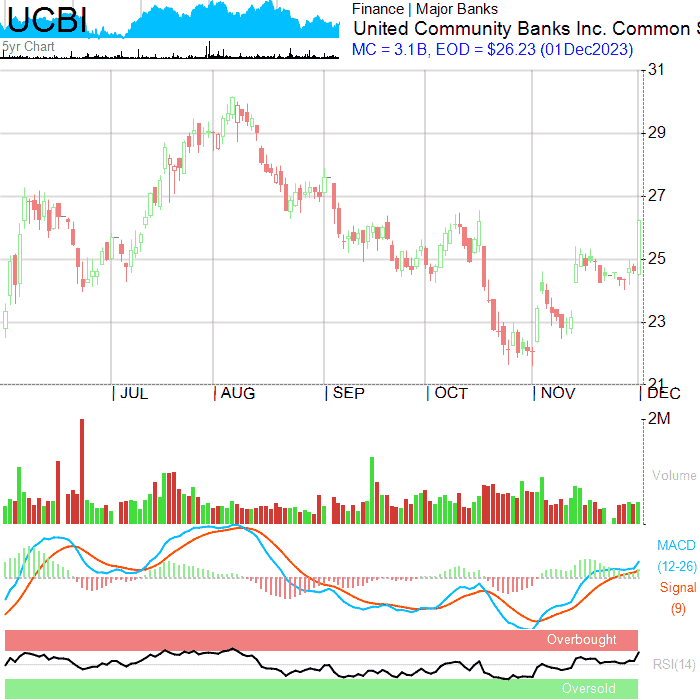 UCBI
5yr Chart
Finance | Major Banks
United Community Banks Inc. Common S
MC = 3.1B, EOD = $26.23 (01Dec2023)
31
29
27
25
23
21
JUL
AUG
SEP
OCT
NOV
DEC
2M
Volume
MACD
(12-26)
Signal
(9)
Overbought
RSI(14)
Oversold